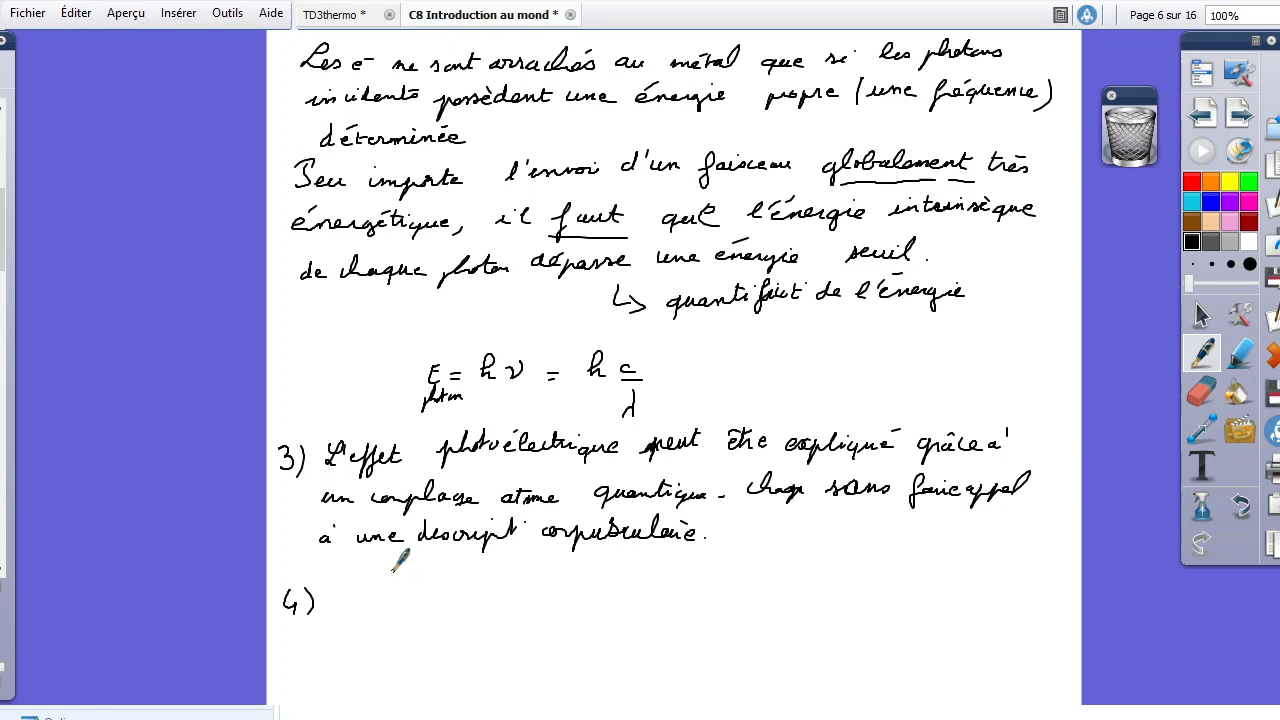 Fichier Éditer Aperçu Insérer Outils Aide TD3thermo * C8 Introduction au mond * Page 6 sur 16 100%
Les e- ne sont arrachés au métal que si les photons
incidents possèdent une énergie propre (une fréquence)
déterminée
Peu importe l'envoi d'un faisceau globalement très
énergétique, il faut que l'énergie intrinsèque
de chaque photon dépasse une énergie seuil.
↳ quantificat° de l'énergie
E photon = hν = h c/λ
3) L'effet photoélectrique peut être expliqué grâce à
un couplage atome quantique - champ sans faire appel
à une descript° corpusculaire.
4)